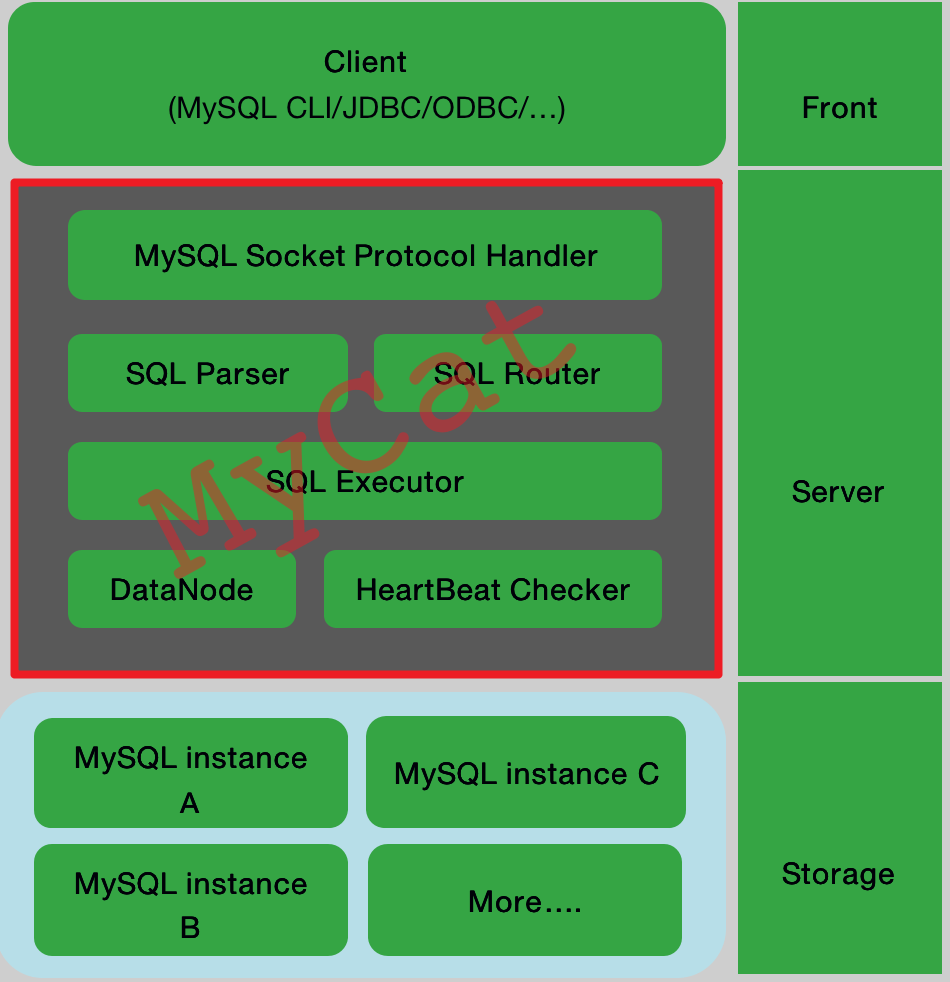 Client
(MySQL CLI/JDBC/ODBC/...)
Front
MySQL Socket Protocol Handler
SQL Parser
SQL Router
SQL Executor
DataNode
HeartBeat Checker
MyCat
Server
MySQL instance
A
MySQL instance C
MySQL instance
B
More....
Storage